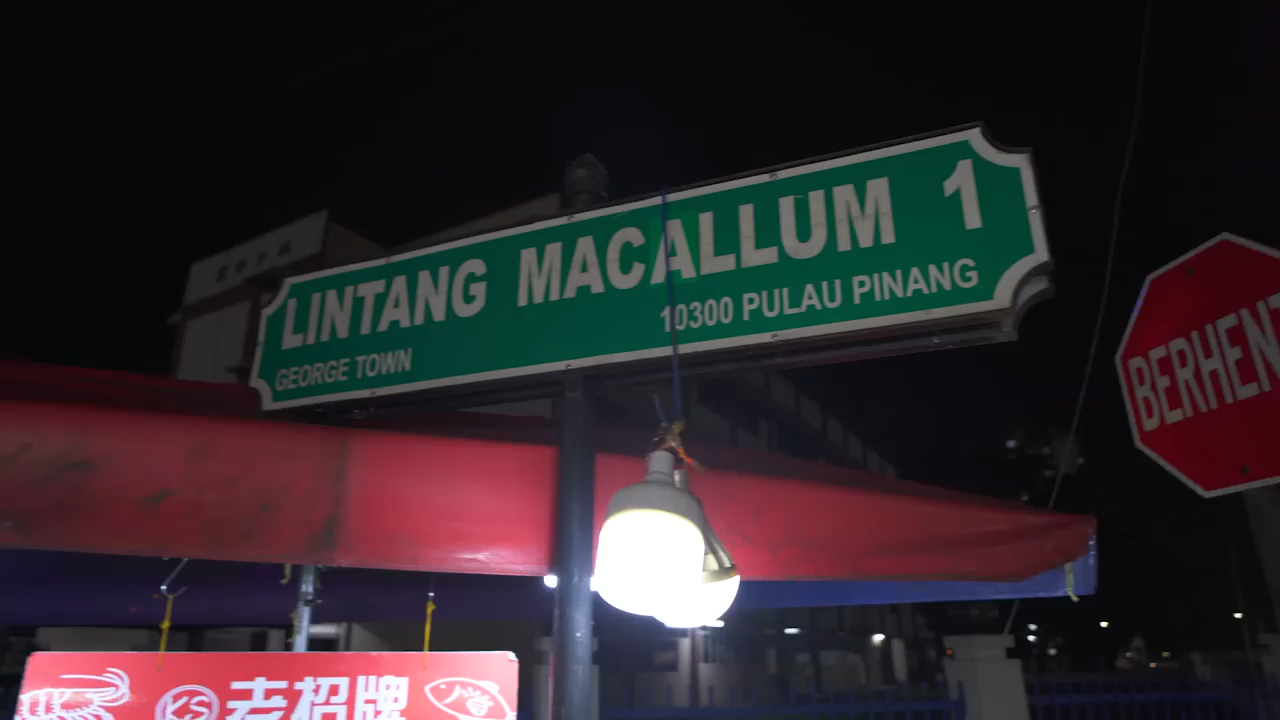 LINTANG MACALLUM 1
GEORGE TOWN
10300 PULAU PINANG
BERHEN
KS
老招牌